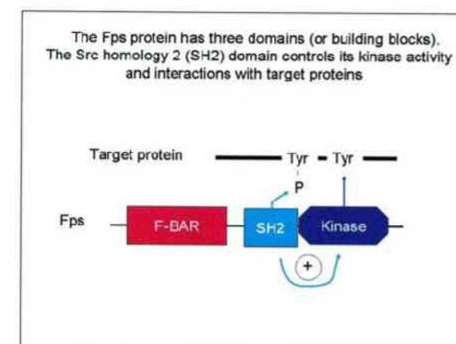 The Fps protein has three domains (or building blocks).
The Src homology 2 (SH2) domain controls its kinase activity
and interactions with target proteins
Target protein
Tyr
Tyr
P
Fps
F-BAR
SH2
Kinase
+